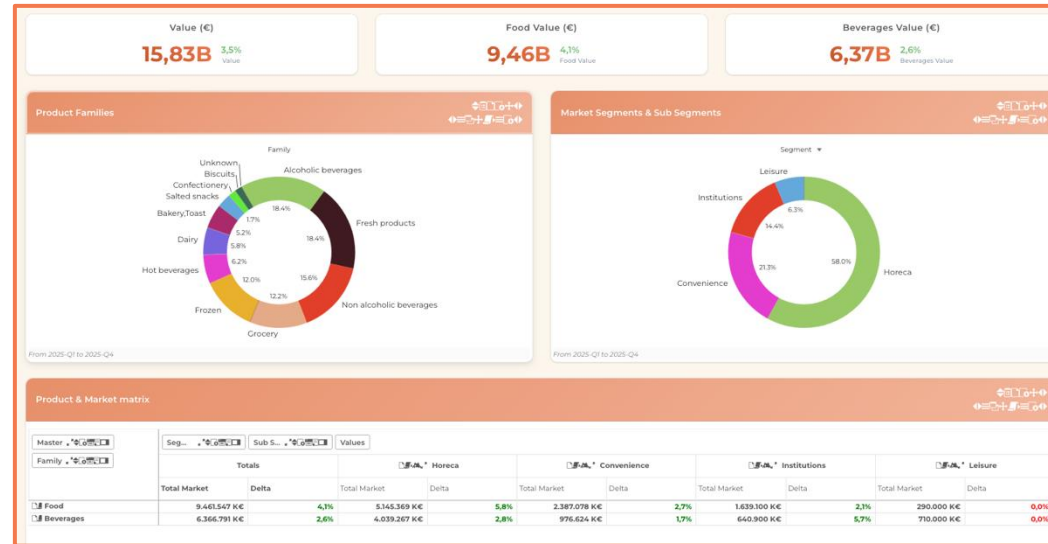 Value (€)
15,83B 3,5%
Value
Food Value (€)
9,46B 4,1%
Food Value
Beverages Value (€)
6,37B 2,6%
Beverages Value
Product Families
Family
Unknown
Biscuits
Confectionery
Salted snacks
Bakery,Toast
Dairy
Hot beverages
Frozen
Grocery
Non alcoholic beverages
Fresh products
Alcoholic beverages
18.4%
18.4%
15.6%
12.2%
12.0%
6.2%
5.8%
5.2%
1.7%
From 2025-Q1 to 2025-Q4
Market Segments & Sub Segments
Segment
Leisure
Institutions
Convenience
Horeca
6.3%
14.4%
21.3%
58.0%
From 2025-Q1 to 2025-Q4
Product & Market matrix
Master
Seg... Sub S... Values
Family
Totals Horeca Convenience Institutions Leisure
Total Market Delta Total Market Delta Total Market Delta Total Market Delta Total Market Delta
Food 9.461.547 K€ 4,1% 5.145.369 K€ 5,8% 2.387.078 K€ 2,7% 1.639.100 K€ 2,1% 290.000 K€ 0,0%
Beverages 6.366.791 K€ 2,6% 4.039.267 K€ 2,8% 976.624 K€ 1,7% 640.900 K€ 5,7% 710.000 K€ 0,0%